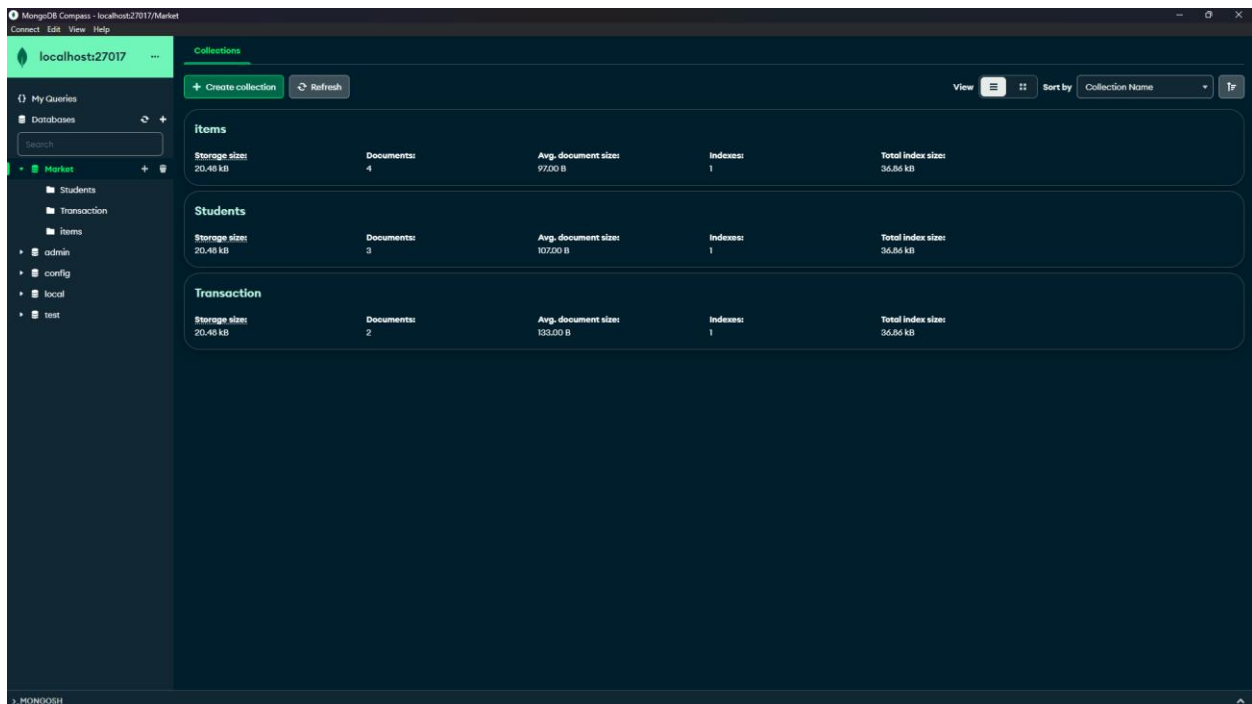 MongoDB Compass - localhost:27017/Market
Connect Edit View Help
localhost:27017 ...
{} My Queries
Databases
Search
Market
Students
Transaction
items
admin
config
local
test
Collections
+ Create collection Refresh View Sort by Collection Name
items
Storage size: Documents: Avg. document size: Indexes: Total index size:
20.48 kB 4 97.00 B 1 36.86 kB
Students
Storage size: Documents: Avg. document size: Indexes: Total index size:
20.48 kB 3 107.00 B 1 36.86 kB
Transaction
Storage size: Documents: Avg. document size: Indexes: Total index size:
20.48 kB 2 133.00 B 1 36.86 kB
>_MONGOSH